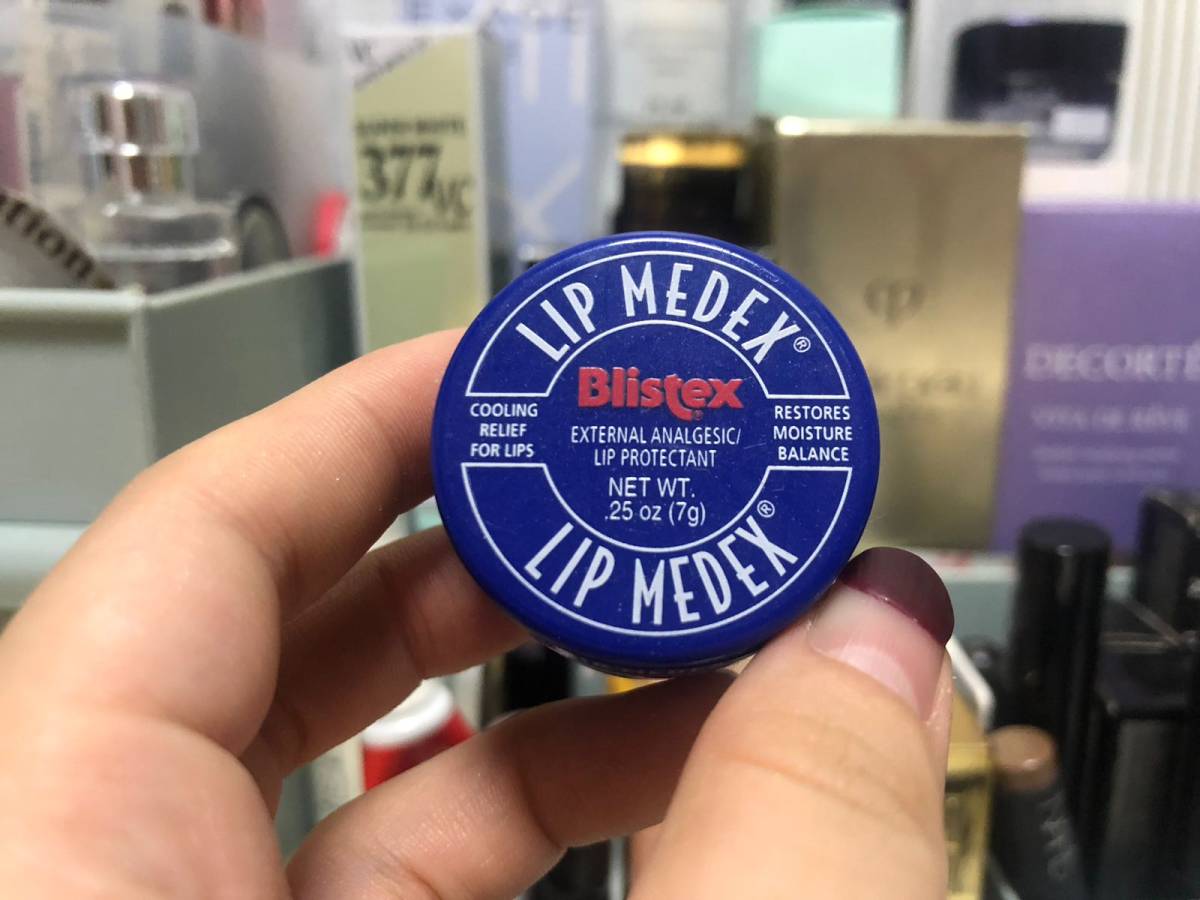 LIP MEDEX®
Blistex
COOLING
RELIEF
FOR LIPS
EXTERNAL ANALGESIC/
LIP PROTECTANT
RESTORES
MOISTURE
BALANCE
NET WT.
.25 oz (7g)
LIP MEDEX®
377
VC
DECORTÉ